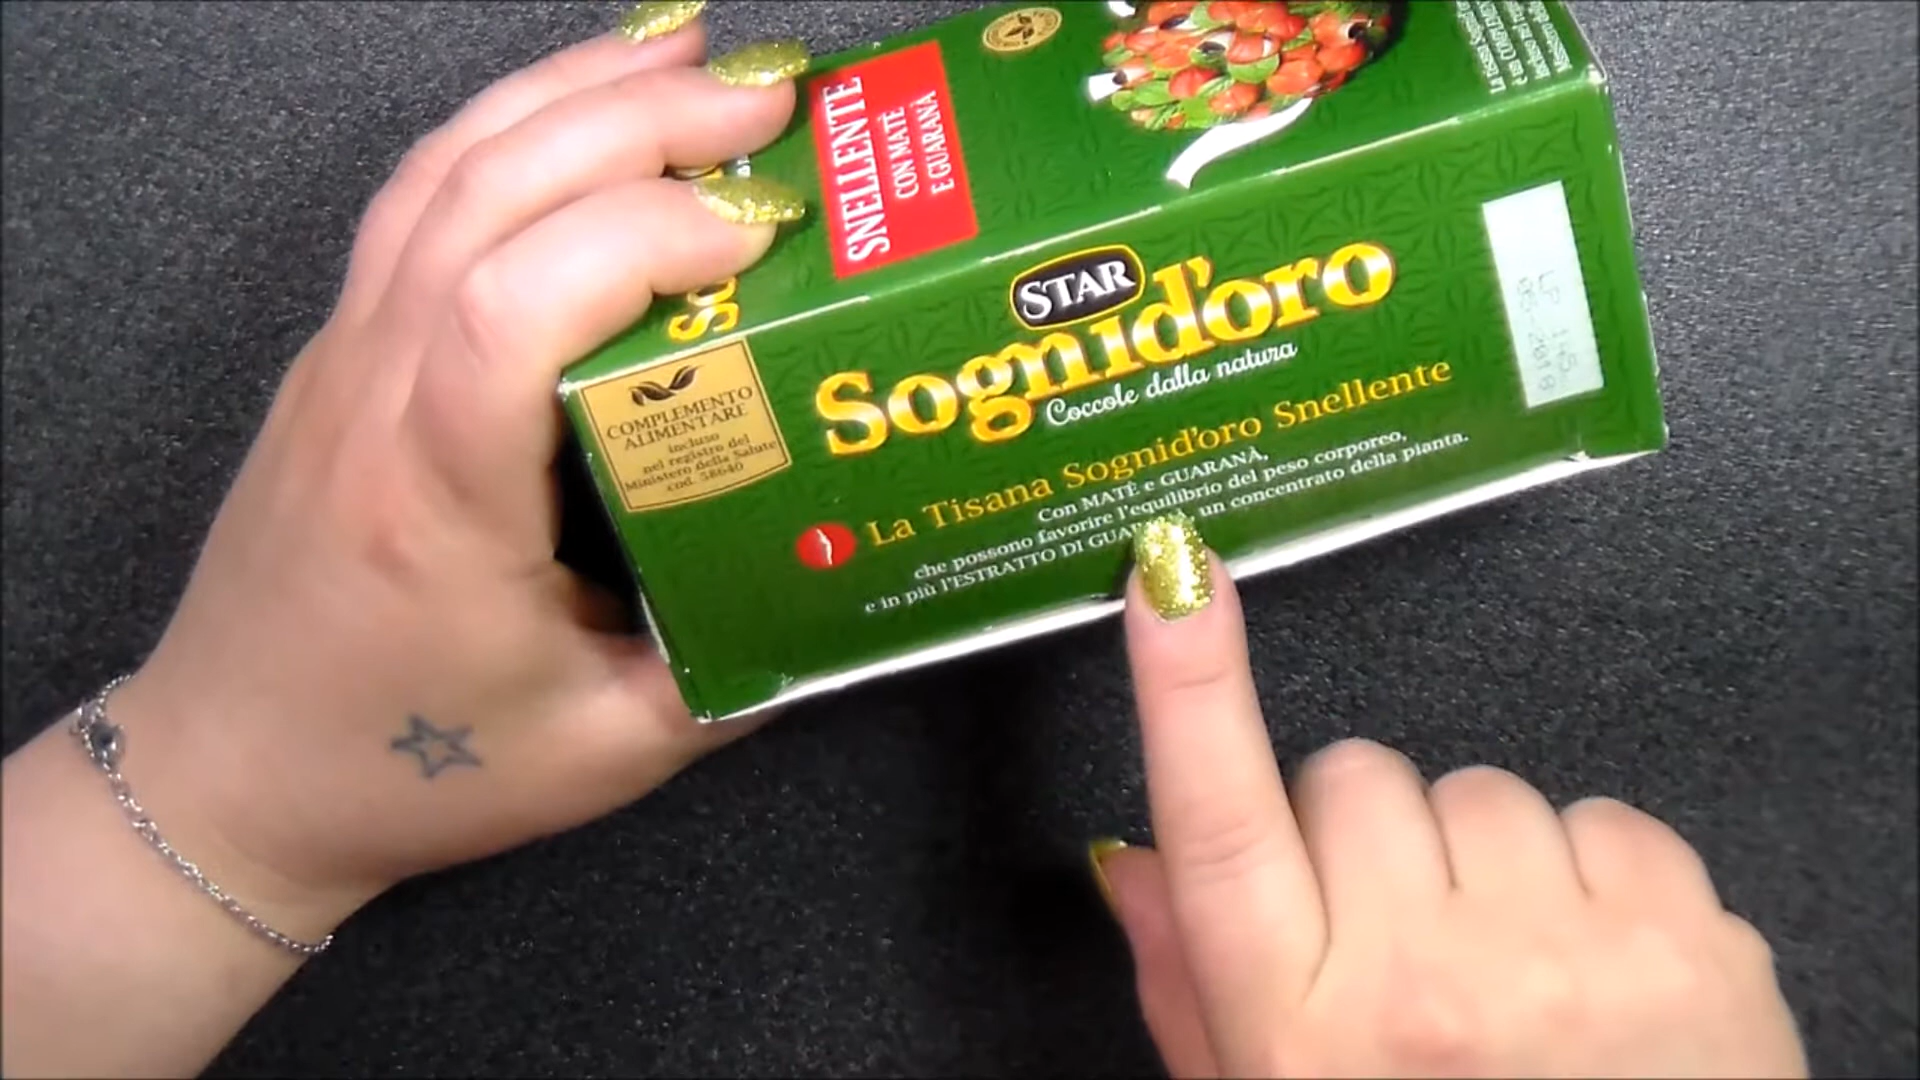 SNELLENTE
CON MATÈ
E GUARANÀ
STAR
Sognid'oro
Coccole dalla natura
La Tisana Sognid'oro Snellente
Con MATÈ e GUARANÀ,
che possono favorire l'equilibrio del peso corporeo,
e in più l'ESTRATTO DI un concentrato della pianta.
COMPLEMENTO
ALIMENTARE
incluso
nel registro del
Ministero della Salute
cod. 58640
2018